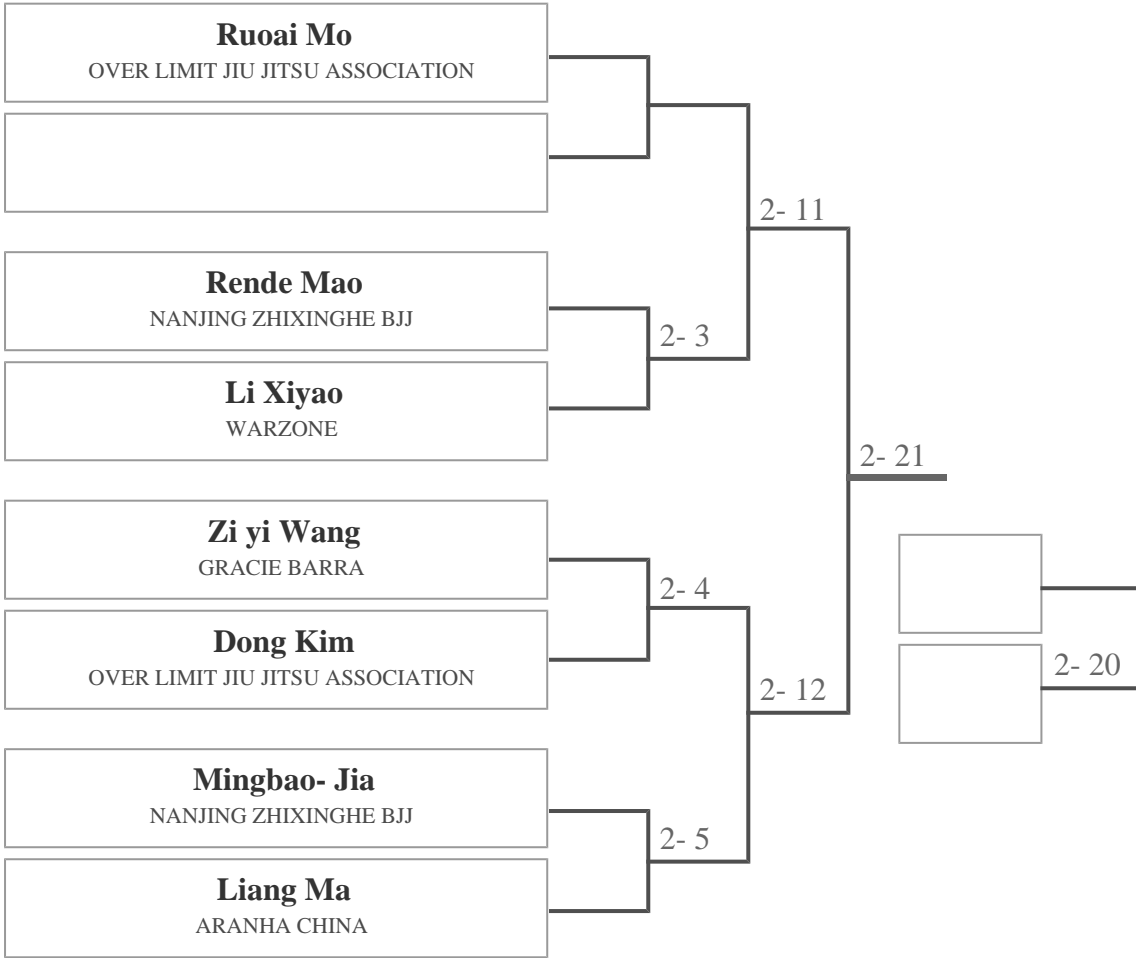 Ruoai Mo
OVER LIMIT JIU JITSU ASSOCIATION
2- 11
Rende Mao
NANJING ZHIXINGHE BJJ
2- 3
Li Xiyao
WARZONE
2- 21
Zi yi Wang
GRACIE BARRA
2- 4
Dong Kim
OVER LIMIT JIU JITSU ASSOCIATION
2- 20
2- 12
Mingbao- Jia
NANJING ZHIXINGHE BJJ
2- 5
Liang Ma
ARANHA CHINA